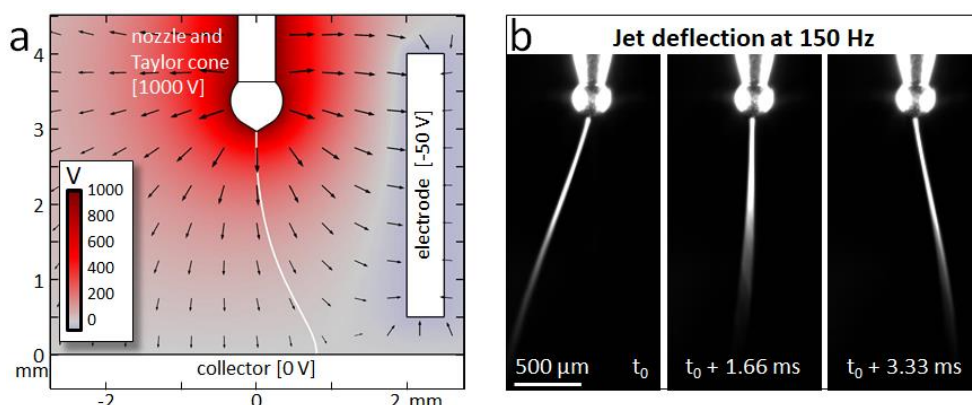 a
nozzle and
Taylor cone
[1000 V]
electrode [-50 V]
V
1000
800
600
400
200
0
4
3
2
1
0
mm
collector [0 V]
-2
0
2 mm
b
Jet deflection at 150 Hz
500 µm
t₀
t₀ + 1.66 ms
t₀ + 3.33 ms